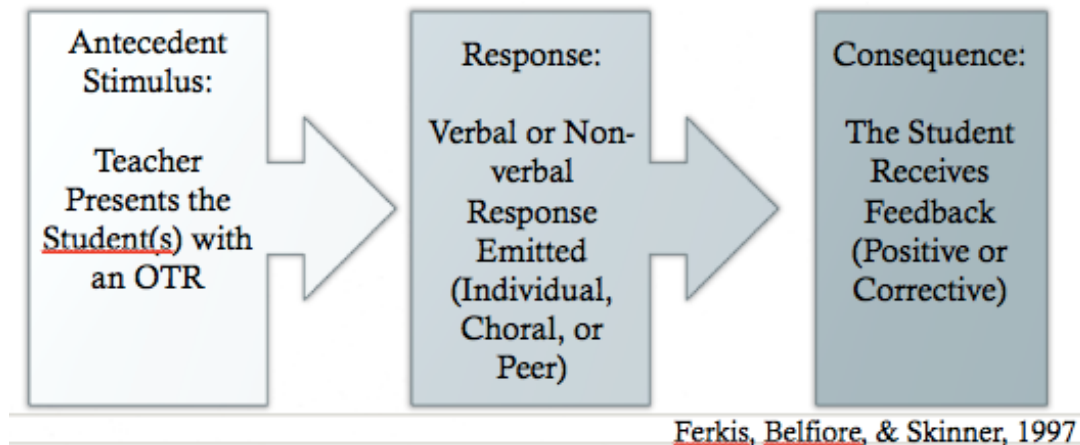 Antecedent
Stimulus:
Teacher
Presents the
Student(s) with
an OTR
Response:
Verbal or Non-
verbal
Response
Emitted
(Individual,
Choral, or
Peer)
Consequence:
The Student
Receives
Feedback
(Positive or
Corrective)
Ferkis, Belfiore, & Skinner, 1997